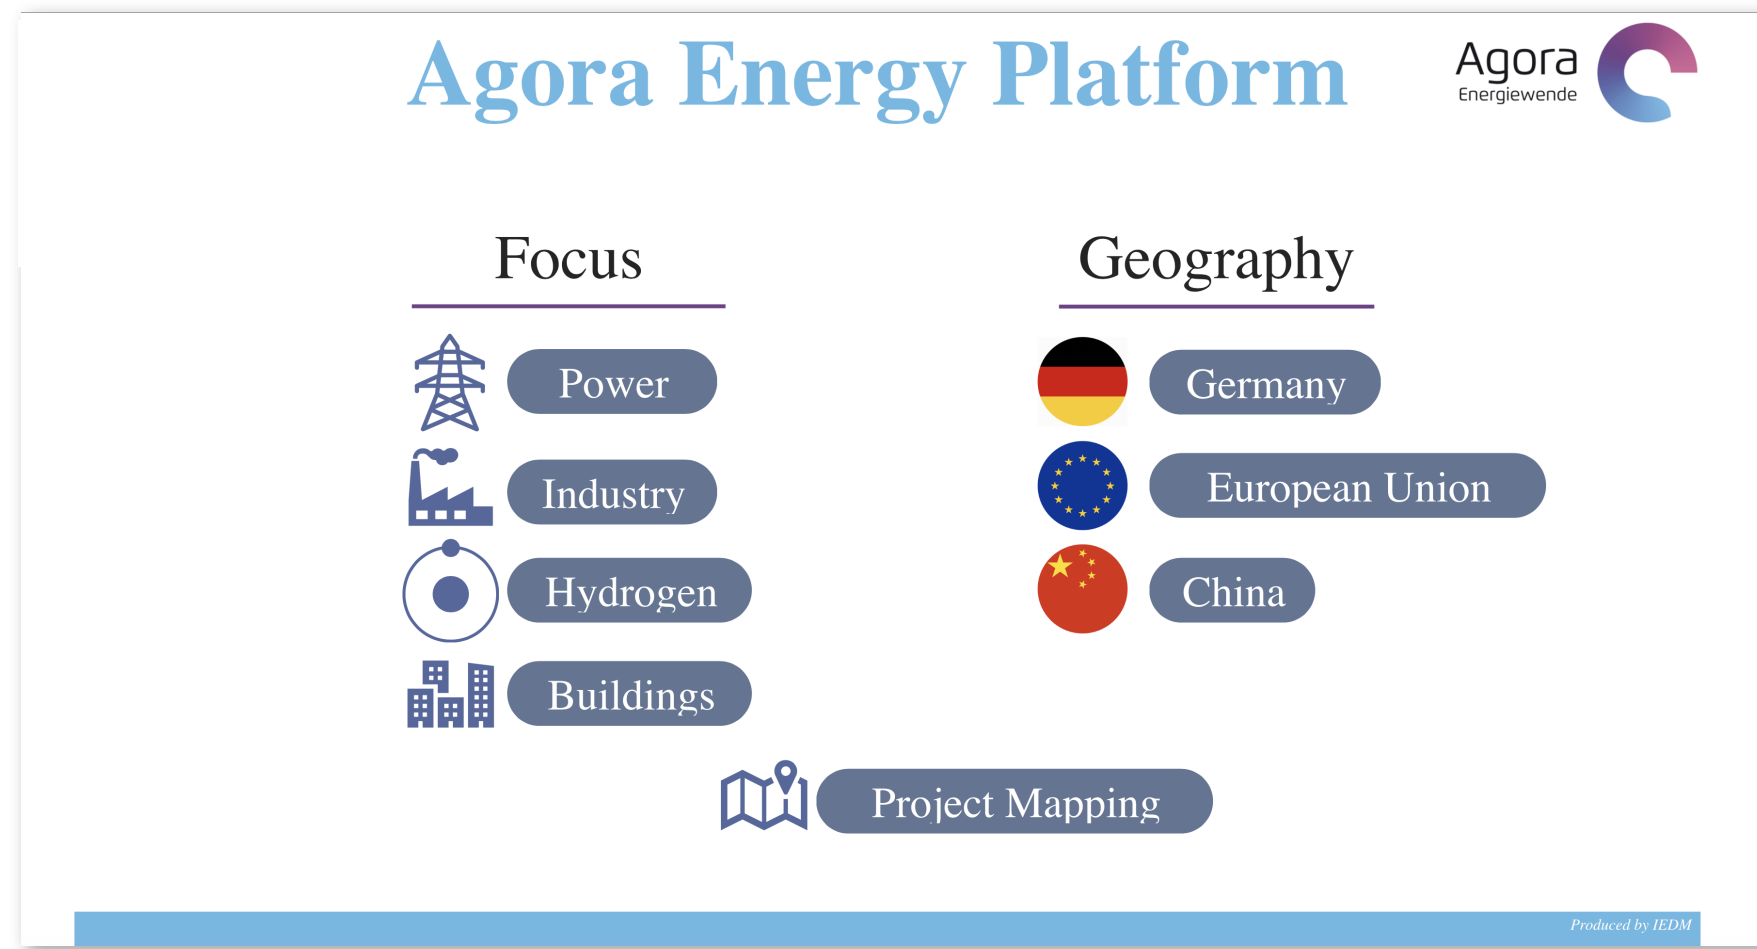 Agora Energy Platform
Agora
Energiewende
Focus
Power
Industry
Hydrogen
Buildings
Geography
Germany
European Union
China
Project Mapping
Produced by IEDM